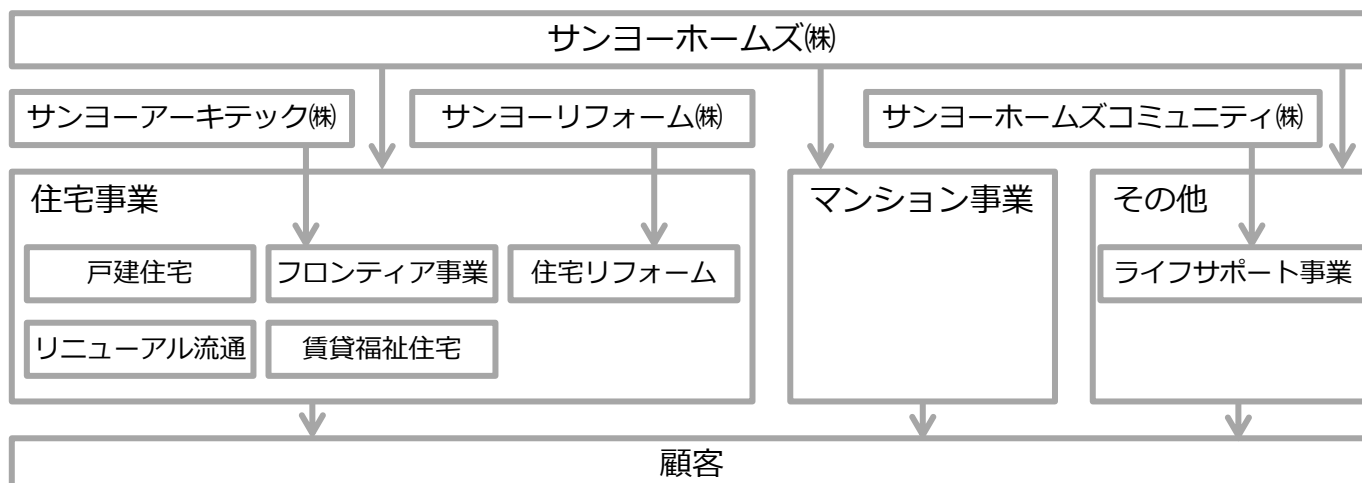 サンヨーホームズ㈱
サンヨーアーキテック㈱
サンヨーリフォーム㈱
サンヨーホームズコミュニティ㈱
住宅事業
マンション事業
その他
戸建住宅
フロンティア事業
住宅リフォーム
ライフサポート事業
リニューアル流通
賃貸福祉住宅
顧客